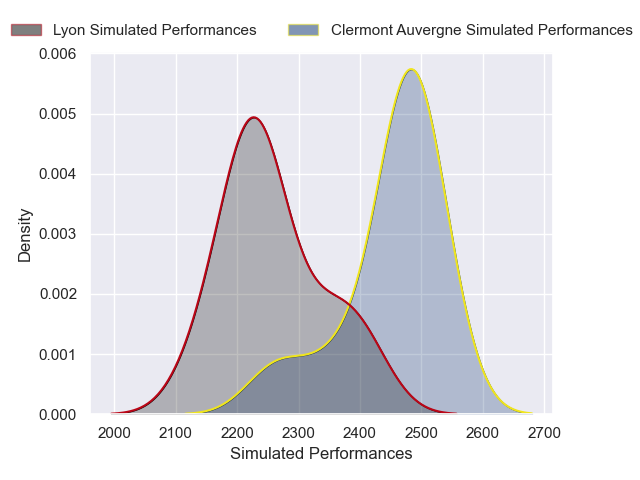 Lyon Simulated Performances
Clermont Auvergne Simulated Performances
0.006
0.005
0.004
0.003
0.002
0.001
0.000
Density
2000 2100 2200 2300 2400 2500 2600 2700
Simulated Performances